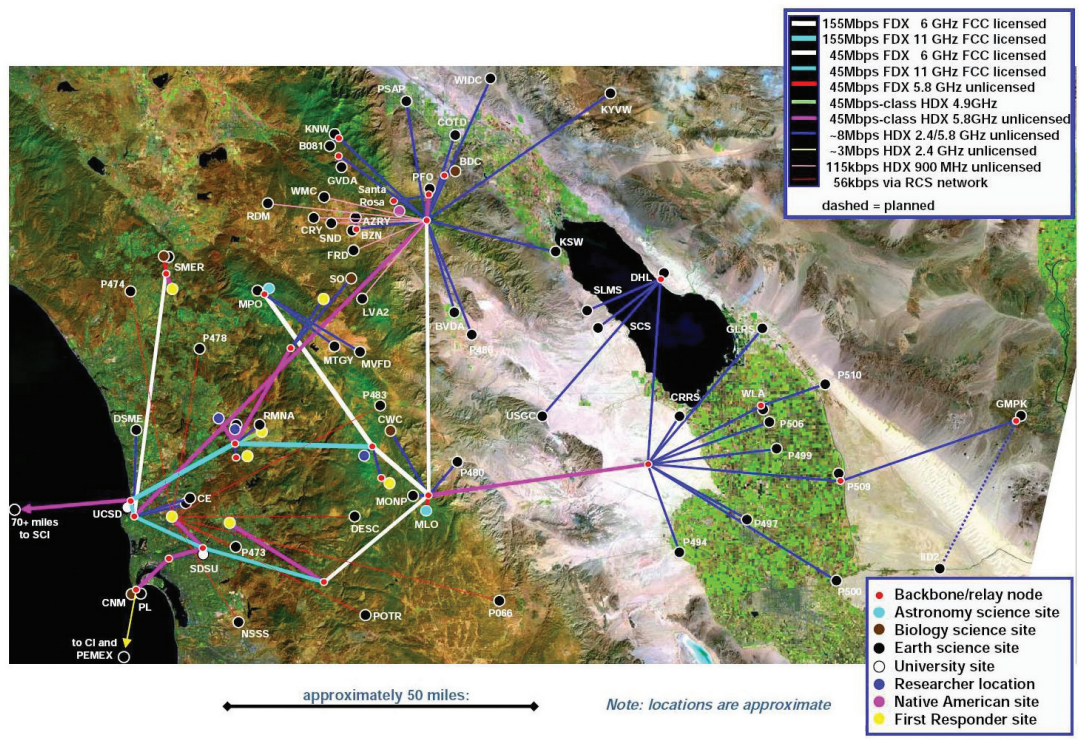 155Mbps FDX 6 GHz FCC licensed
155Mbps FDX 11 GHz FCC licensed
45Mbps FDX 6 GHz FCC licensed
45Mbps FDX 11 GHz FCC licensed
45Mbps FDX 5.8 GHz unlicensed
45Mbps-class HDX 4.9GHz
45Mbps-class HDX 5.8GHz unlicensed
~8Mbps HDX 2.4/5.8 GHz unlicensed
~3Mbps HDX 2.4 GHz unlicensed
115kbps HDX 900 MHz unlicensed
56kbps via RCS network
dashed = planned
WIDC
PSAP
KYVW
KNW
COTD
B081
BDC
GVDA
PFO
WMC
Santa
Rosa
RDM
AZRY
CRY
SND
BZN
FRD
KSW
SMER
SO
DHL
P474
MPO
SLMS
LVA2
BVDA
SCS
GLRS
P486
P478
MTGY
MVFD
P510
P483
CRRS
WLA
GMPK
DSME
RMNA
CWC
USGC
P506
P499
P480
P509
CE
MONP
UCSD
MLO
70+ miles
to SCI
DESC
P497
P473
P494
SDSU
IID2
CNM
PL
P066
P500
POTR
NSSS
to CI and
PEMEX
Backbone/relay node
Astronomy science site
Biology science site
Earth science site
University site
Researcher location
Native American site
First Responder site
approximately 50 miles:
Note: locations are approximate